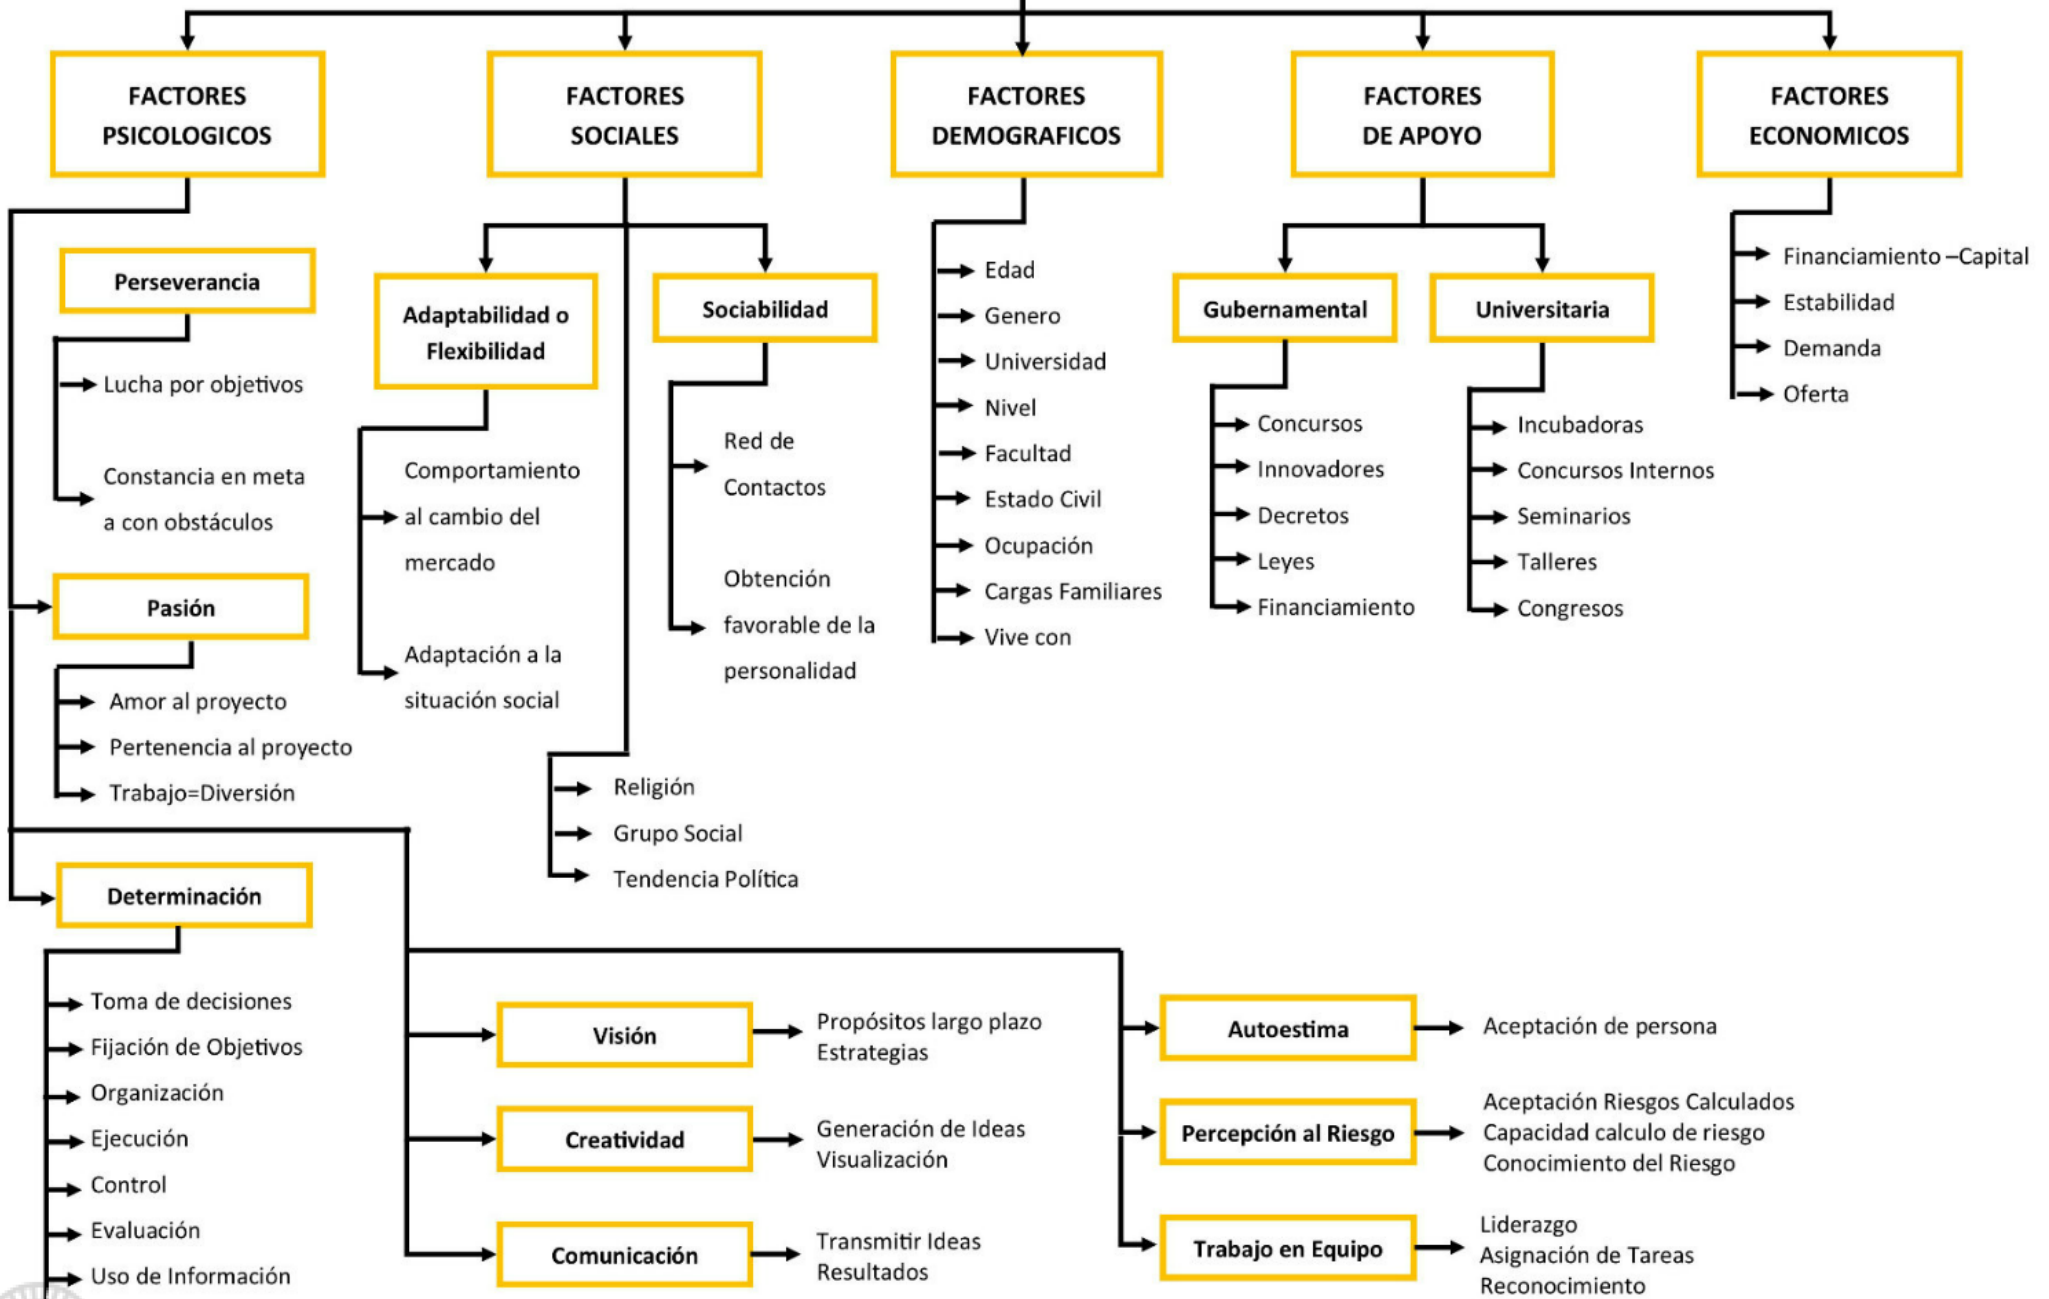 FACTORES
PSICOLOGICOS
FACTORES
SOCIALES
FACTORES
DEMOGRAFICOS
FACTORES
DE APOYO
FACTORES
ECONOMICOS
Perseverancia
Lucha por objetivos
Constancia en meta
a con obstáculos
Pasión
Amor al proyecto
Pertenencia al proyecto
Trabajo=Diversión
Determinación
Toma de decisiones
Fijación de Objetivos
Organización
Ejecución
Control
Evaluación
Uso de Información
Adaptabilidad o
Flexibilidad
Comportamiento
al cambio del
mercado
Adaptación a la
situación social
Sociabilidad
Red de
Contactos
Obtención
favorable de la
personalidad
Religión
Grupo Social
Tendencia Política
Edad
Genero
Universidad
Nivel
Facultad
Estado Civil
Ocupación
Cargas Familiares
Vive con
Gubernamental
Concursos
Innovadores
Decretos
Leyes
Financiamiento
Universitaria
Incubadoras
Concursos Internos
Seminarios
Talleres
Congresos
Financiamiento –Capital
Estabilidad
Demanda
Oferta
Visión
Propósitos largo plazo
Estrategias
Creatividad
Generación de Ideas
Visualización
Comunicación
Transmitir Ideas
Resultados
Autoestima
Aceptación de persona
Percepción al Riesgo
Aceptación Riesgos Calculados
Capacidad calculo de riesgo
Conocimiento del Riesgo
Trabajo en Equipo
Liderazgo
Asignación de Tareas
Reconocimiento